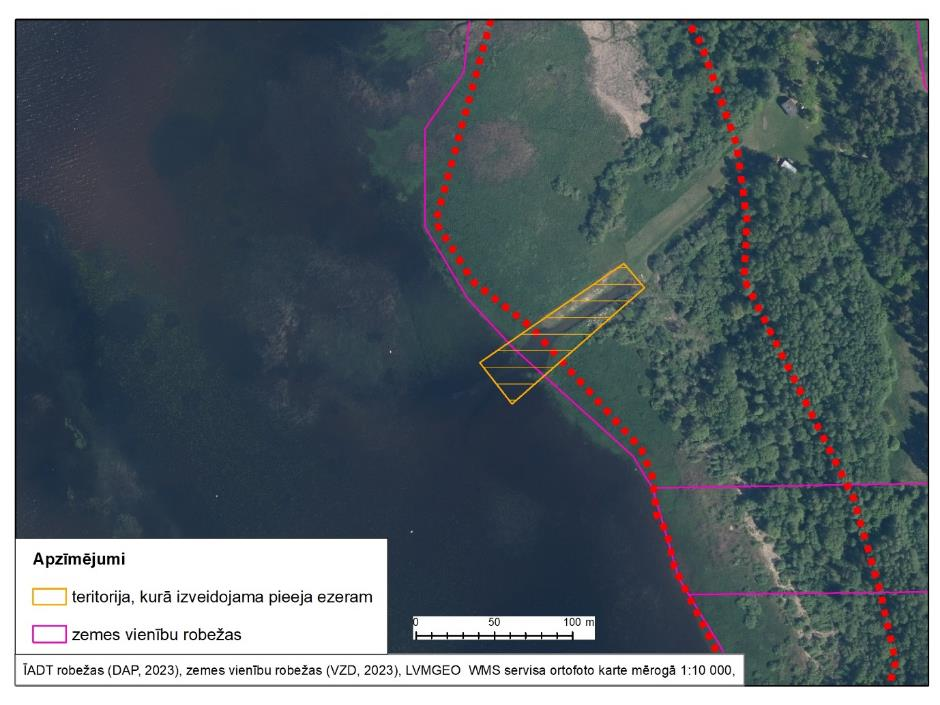 Apzīmējumi
teritorija, kurā izveidojama pieeja ezeram
zemes vienību robežas
0 50 100 m
ĪADT robežas (DAP, 2023), zemes vienību robežas (VZD, 2023), LVMGEO WMS servisa ortofoto karte mērogā 1:10 000,